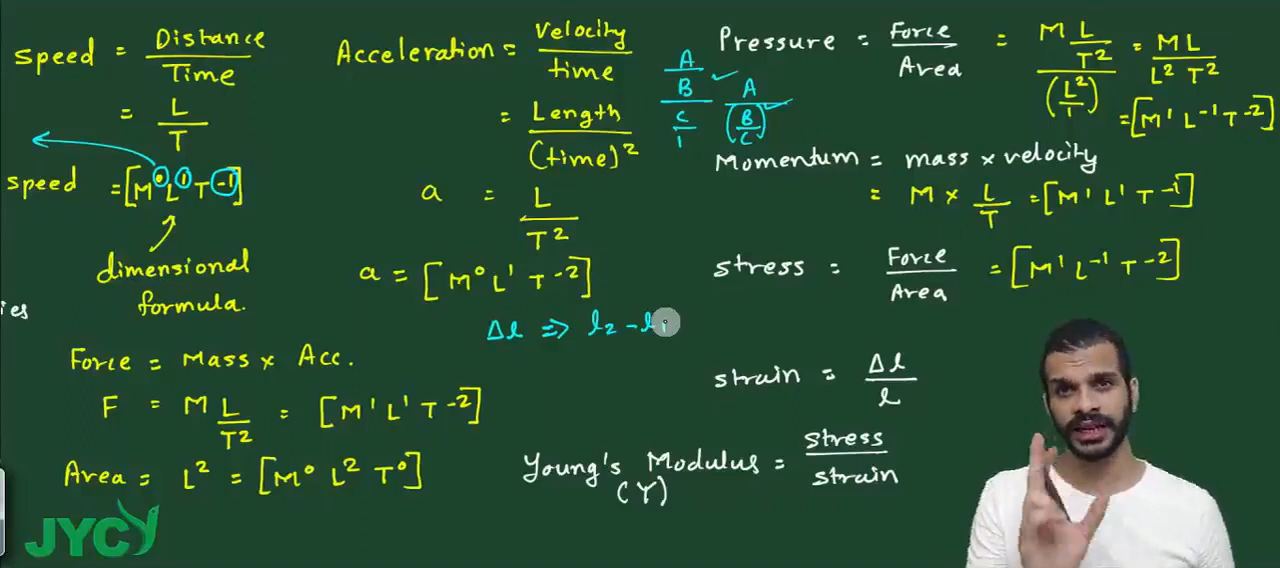 speed = Distance / Time
= L / T
speed = [M⁰ L¹ T⁻¹]
dimensional
formula.
ies
Force = Mass x Acc.
F = M L / T² = [M¹ L¹ T⁻²]
Area = L² = [M⁰ L² T⁰]
JYCY
Acceleration = Velocity / time
= Length / (time)²
a = L / T²
a = [M⁰ L¹ T⁻²]
Δl ⇒ l₂ - l₁
A / B / C / 1
A / (B / C)
Pressure = Force / Area = M L / T² / (L² / 1) = ML / L² T²
= [M¹ L⁻¹ T⁻²]
Momentum = mass x velocity
= M x L / T = [M¹ L¹ T⁻¹]
stress = Force / Area = [M¹ L⁻¹ T⁻²]
strain = Δl / l
Young's Modulus = stress / strain
(Y)